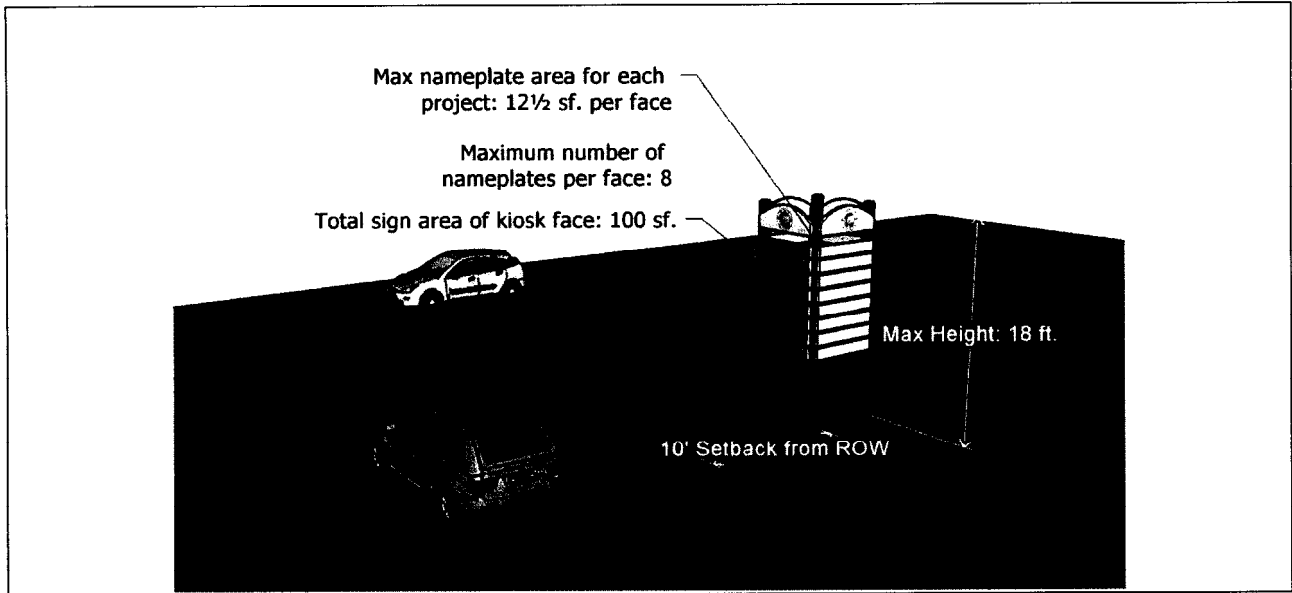 Max nameplate area for each
project: 12½ sf. per face
Maximum number of
nameplates per face: 8
Total sign area of kiosk face: 100 sf.
Max Height: 18 ft.
10' Setback from ROW